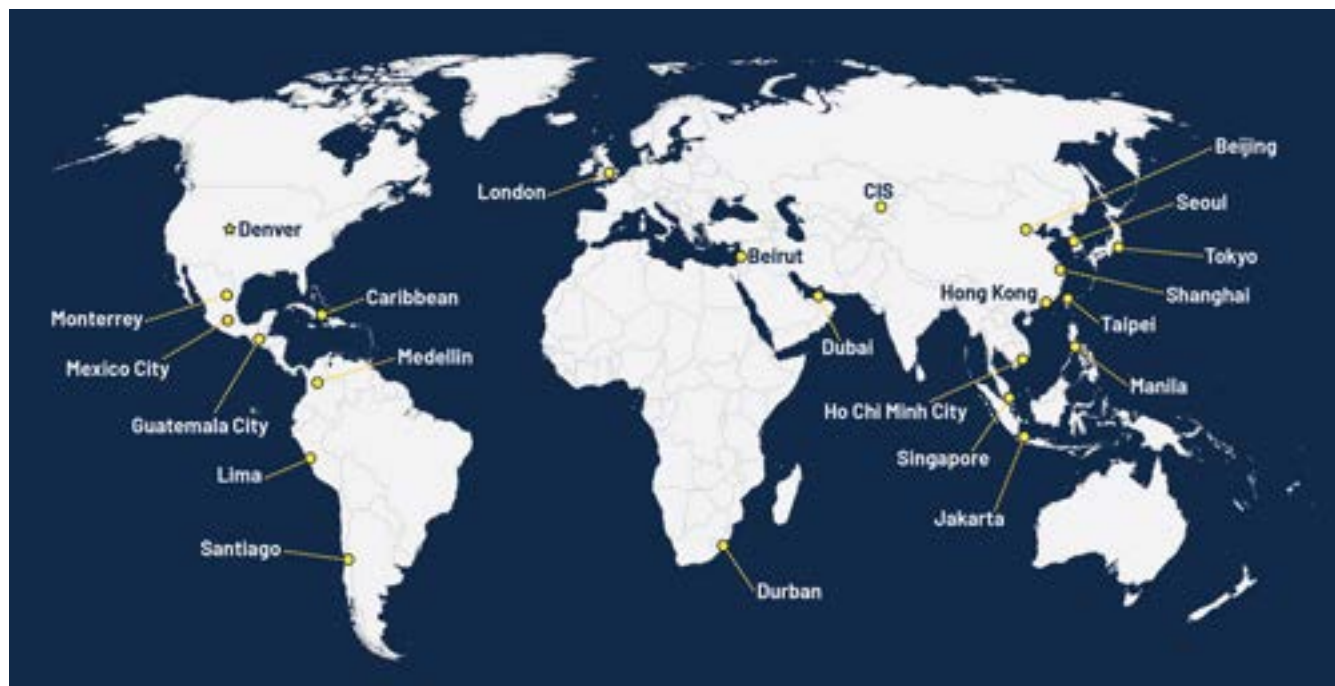 Beijing
London
CIS
Seoul
Denver
Beirut
Tokyo
Hong Kong
Shanghai
Caribbean
Monterrey
Taipei
Dubai
Medellin
Mexico City
Manila
Ho Chi Minh City
Guatemala City
Singapore
Lima
Jakarta
Santiago
Durban